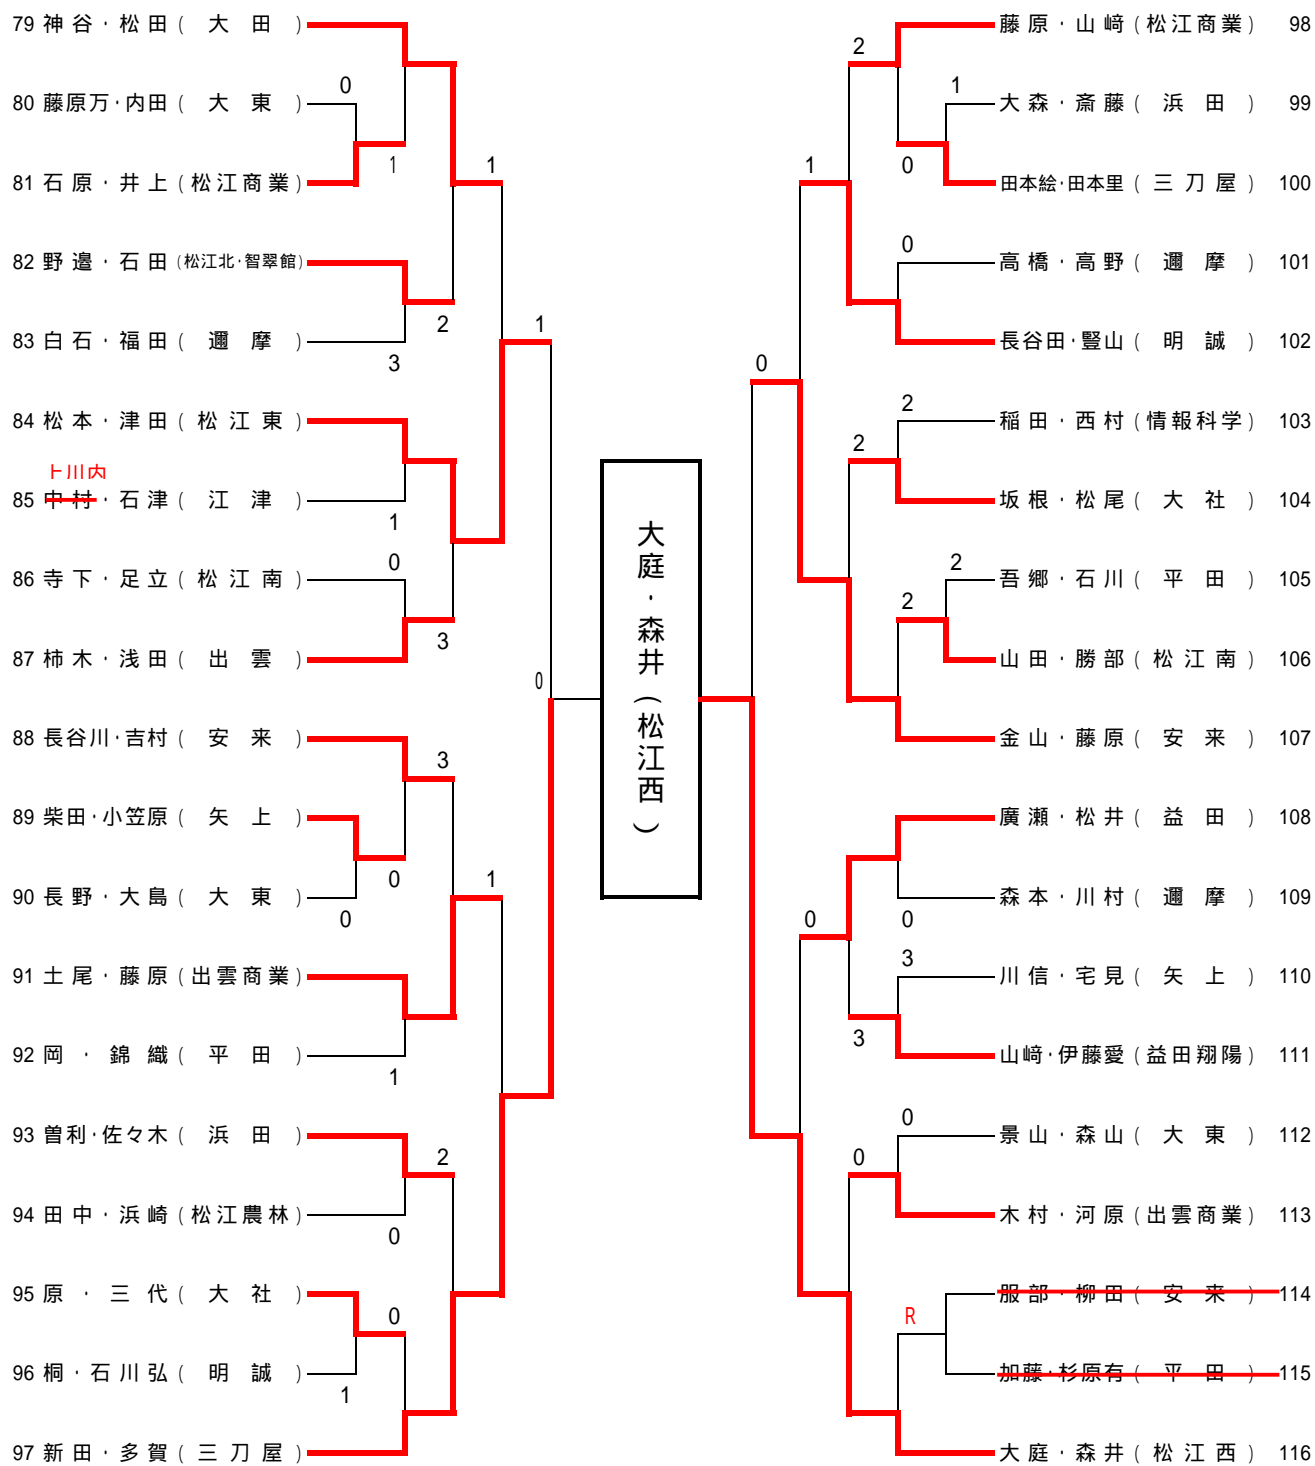 79 神谷・松田 ( 大田 )
0
80 藤原万・内田 ( 大東 )
1
1
81 石原・井上 (松江商業)
82 野邉・石田 (松江北・智翠館)
2
1
83 白石・福田 ( 邇摩 )
3
84 松本・津田 ( 松江東 )
85 中村・石津 ( 江津 )
1
0
86 寺下・足立 ( 松江南 )
3
87 柿木・浅田 ( 出雲 )
0
88 長谷川・吉村 ( 安来 )
3
89 柴田・小笠原 ( 矢上 )
0
1
90 長野・大島 ( 大東 )
0
91 土尾・藤原 (出雲商業)
92 岡・錦織 ( 平田 )
1
93 曽利・佐々木 ( 浜田 )
2
94 田中・浜崎 (松江農林)
0
95 原・三代 ( 大社 )
0
96 桐・石川弘 ( 明誠 )
1
97 新田・多賀 ( 三刀屋 )
大庭・森井(松江西)
藤原・山﨑 (松江商業) 98
2
1
大森・斎藤 ( 浜田 ) 99
1
0
田本絵・田本里 ( 三刀屋 ) 100
0
高橋・高野 ( 邇摩 ) 101
長谷田・豎山 ( 明誠 ) 102
0
2
稲田・西村 (情報科学) 103
2
坂根・松尾 ( 大社 ) 104
2
吾郷・石川 ( 平田 ) 105
2
山田・勝部 ( 松江南 ) 106
金山・藤原 ( 安来 ) 107
廣瀬・松井 ( 益田 ) 108
森本・川村 ( 邇摩 ) 109
0
0
3
川信・宅見 ( 矢上 ) 110
3
山﨑・伊藤愛 (益田翔陽) 111
0
景山・森山 ( 大東 ) 112
0
木村・河原 (出雲商業) 113
服部・柳田 ( 安来 ) 114
R
加藤・杉原有 ( 平田 ) 115
大庭・森井 ( 松江西 ) 116